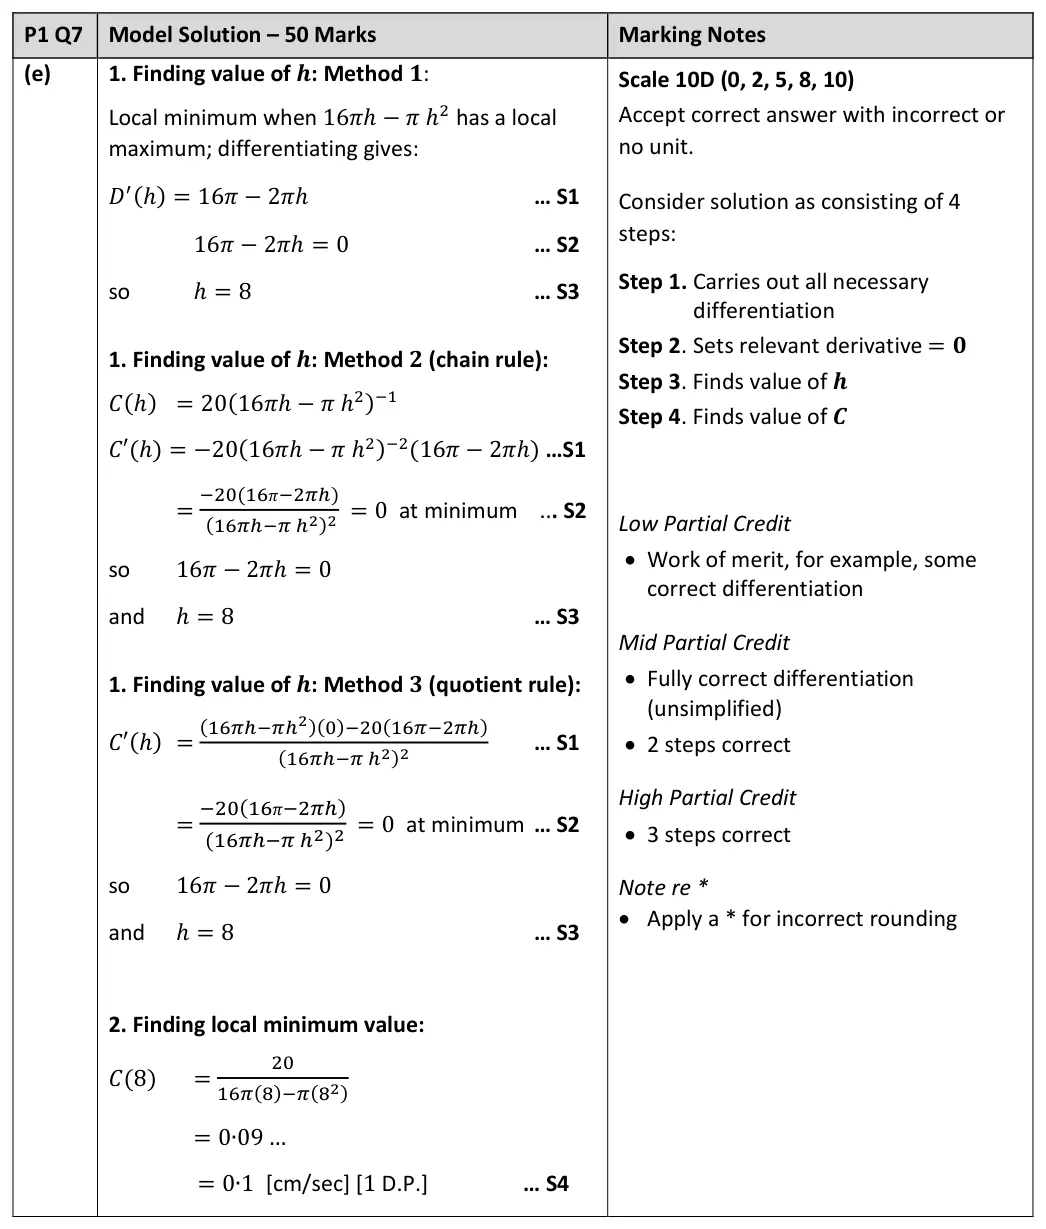 P1 Q7 Model Solution – 50 Marks Marking Notes
(e)
1. Finding value of h: Method 1:
Local minimum when 16πh − π h² has a local
maximum; differentiating gives:
D′(h) = 16π − 2πh … S1
16π − 2πh = 0 … S2
so h = 8 … S3
1. Finding value of h: Method 2 (chain rule):
C(h) = 20(16πh − π h²)⁻¹
C′(h) = −20(16πh − π h²)⁻²(16π − 2πh) …S1
= −20(16π−2πh)/(16πh−π h²)² = 0 at minimum ... S2
so 16π − 2πh = 0
and h = 8 … S3
1. Finding value of h: Method 3 (quotient rule):
C′(h) = (16πh−πh²)(0)−20(16π−2πh)/(16πh−π h²)² … S1
= −20(16π−2πh)/(16πh−π h²)² = 0 at minimum … S2
so 16π − 2πh = 0
and h = 8 … S3
2. Finding local minimum value:
C(8) = 20/16π(8)−π(8²)
= 0·09 …
= 0·1 [cm/sec] [1 D.P.] … S4
Scale 10D (0, 2, 5, 8, 10)
Accept correct answer with incorrect or
no unit.
Consider solution as consisting of 4
steps:
Step 1. Carries out all necessary
differentiation
Step 2. Sets relevant derivative = 0
Step 3. Finds value of h
Step 4. Finds value of C
Low Partial Credit
• Work of merit, for example, some
correct differentiation
Mid Partial Credit
• Fully correct differentiation
(unsimplified)
• 2 steps correct
High Partial Credit
• 3 steps correct
Note re *
• Apply a * for incorrect rounding